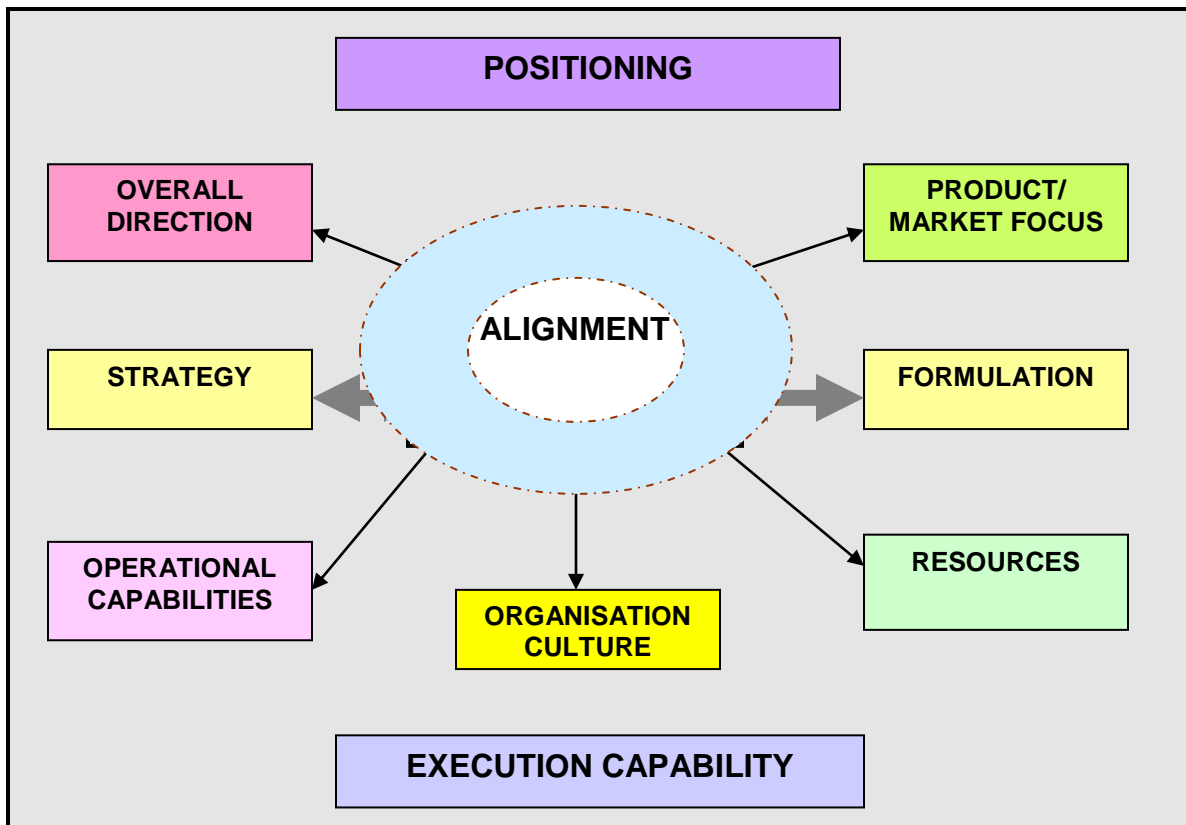 POSITIONING
OVERALL
DIRECTION
PRODUCT/
MARKET FOCUS
ALIGNMENT
STRATEGY
FORMULATION
OPERATIONAL
CAPABILITIES
RESOURCES
ORGANISATION
CULTURE
EXECUTION CAPABILITY